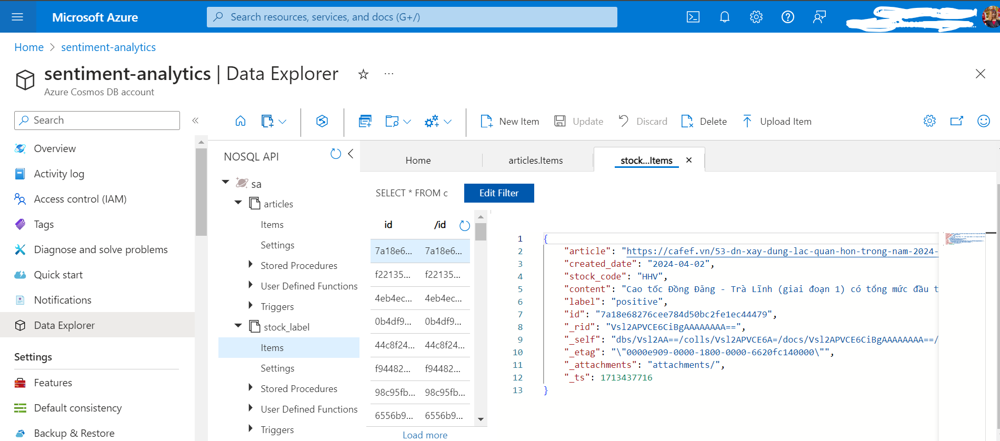 Microsoft Azure
Search resources, services, and docs (G+/)
Home > sentiment-analytics
sentiment-analytics | Data Explorer
...
Azure Cosmos DB account
Search
«
New Item
Update
Discard
Delete
Upload Item
Overview
Activity log
Access control (IAM)
Tags
Diagnose and solve problems
Quick start
Notifications
Data Explorer
Settings
Features
Default consistency
Backup & Restore
NOSQL API
sa
articles
Items
Settings
Stored Procedures
User Defined Functions
Triggers
stock_label
Items
Settings
Stored Procedures
User Defined Functions
Triggers
Home
articles.Items
stock...Items
SELECT * FROM c
Edit Filter
id /id
7a18e6... 7a18e6...
f22135... f22135...
4eb4ec... 4eb4ec...
0b4df9... 0b4df9...
44c8f24... 44c8f24...
f94482... f94482...
98c95fb... 98c95fb...
6556b9... 6556b9...
Load more
1 {
2 "article": "https://cafef.vn/53-dn-xay-dung-lac-quan-hon-trong-nam-2024-
3 "created_date": "2024-04-02",
4 "stock_code": "HHV",
5 "content": "Cao tốc Đồng Đăng - Trà Lĩnh (giai đoạn 1) có tổng mức đầu t
6 "label": "positive",
7 "id": "7a18e68276cee784d50bc2fe1ec44479",
8 "_rid": "Vsl2APVCE6CiBgAAAAAAAA==",
9 "_self": "dbs/Vsl2AA==/colls/Vsl2APVCE6A=/docs/Vsl2APVCE6CiBgAAAAAAAA==/
10 "_etag": "\"0000e909-0000-1800-0000-6620fc140000\"",
11 "_attachments": "attachments/",
12 "_ts": 1713437716
13 }